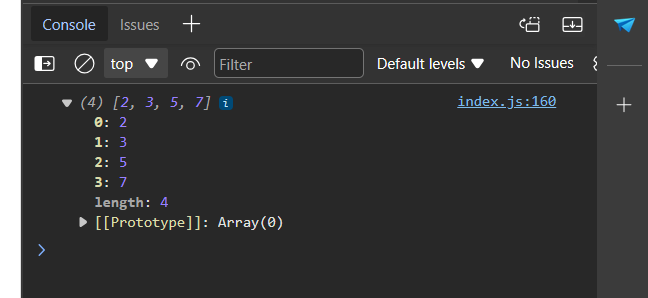 Console Issues
top Filter Default levels No Issues
(4) [2, 3, 5, 7] i index.js:160
0: 2
1: 3
2: 5
3: 7
length: 4
[[Prototype]]: Array(0)